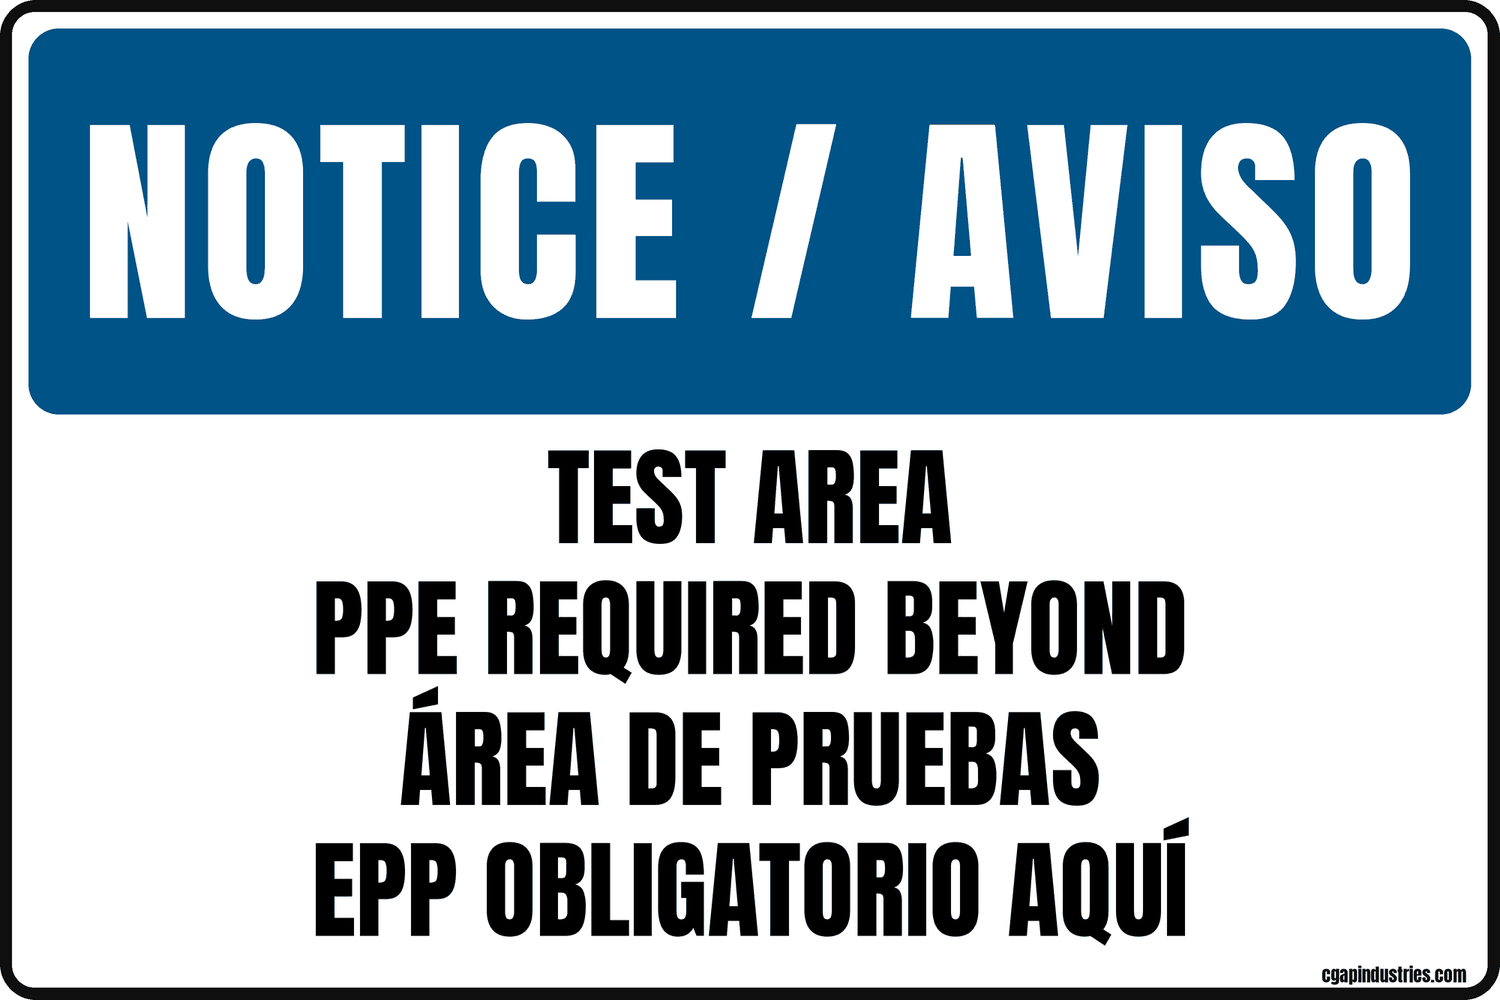 NOTICE / AVISO
TEST AREA
PPE REQUIRED BEYOND
ÁREA DE PRUEBAS
EPP OBLIGATORIO AQUÍ
cgapindustries.com